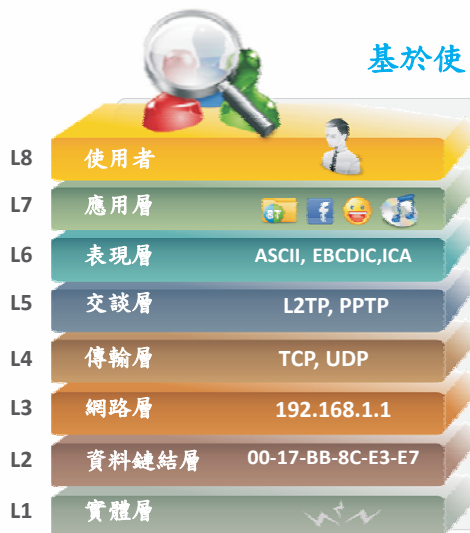 基於使
L8 使用者
L7 應用層
L6 表現層 ASCII, EBCDIC,ICA
L5 交談層 L2TP, PPTP
L4 傳輸層 TCP, UDP
L3 網路層 192.168.1.1
L2 資料鏈結層 00-17-BB-8C-E3-E7
L1 實體層